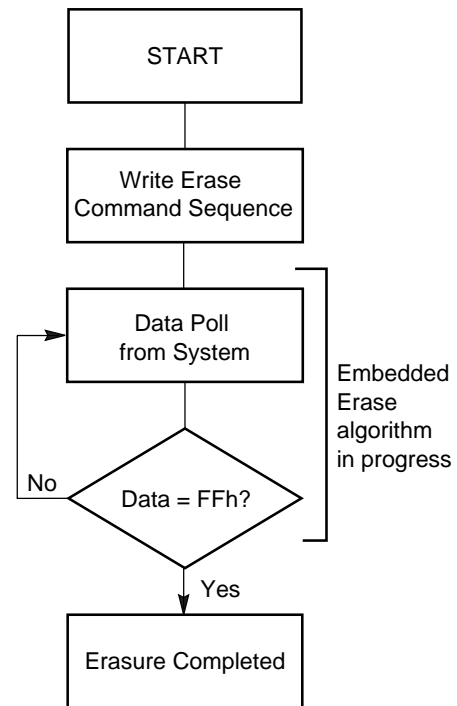 START
Write Erase
Command Sequence
Data Poll
from System
Embedded
Erase
algorithm
in progress
No
Data = FFh?
Yes
Erasure Completed